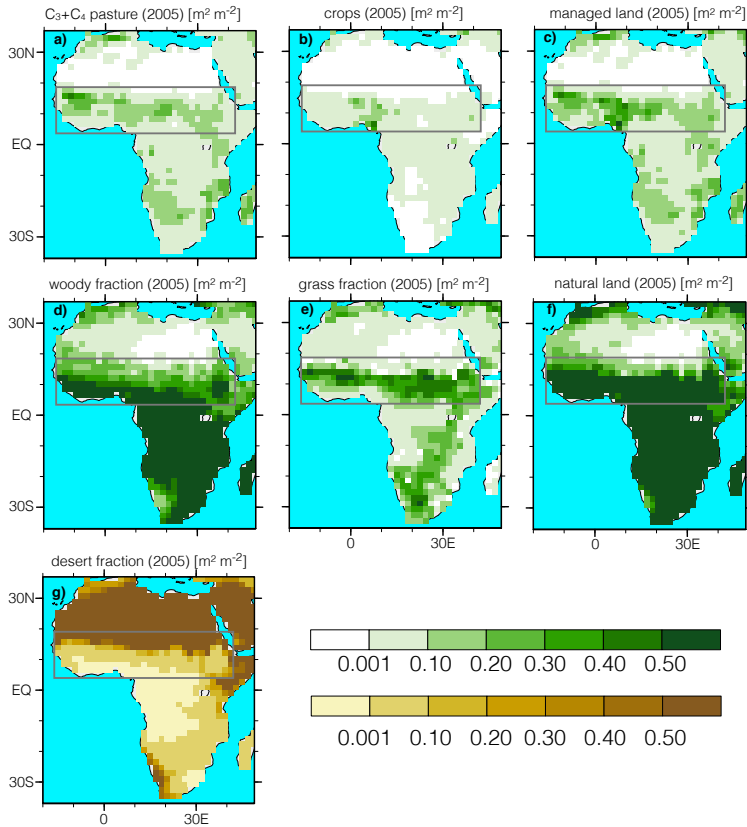 C₃+C₄ pasture (2005) [m² m⁻²]
crops (2005) [m² m⁻²]
managed land (2005) [m² m⁻²]
a)
b)
c)
30N
EQ
30S
woody fraction (2005) [m² m⁻²]
grass fraction (2005) [m² m⁻²]
natural land (2005) [m² m⁻²]
d)
e)
f)
30N
EQ
30S
0 30E
0 30E
desert fraction (2005) [m² m⁻²]
g)
30N
EQ
30S
0 30E
0.001 0.10 0.20 0.30 0.40 0.50
0.001 0.10 0.20 0.30 0.40 0.50